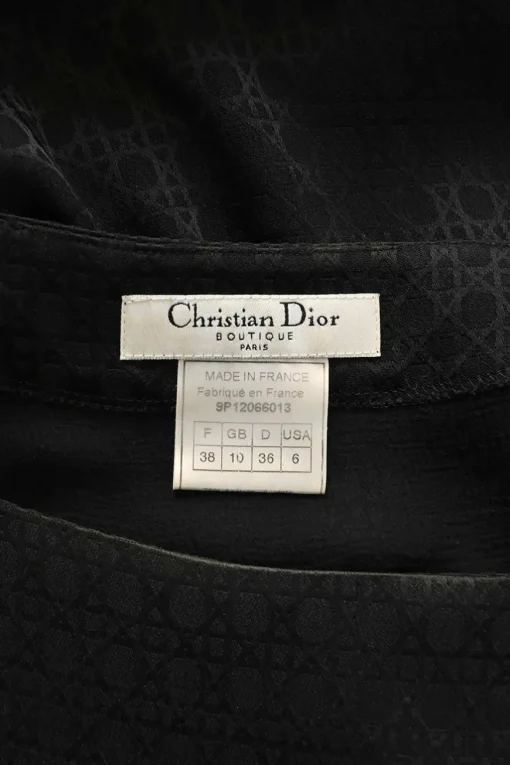 Christian Dior
BOUTIQUE
PARIS
MADE IN FRANCE
Fabriqué en France
9P12066013
F GB D USA
38 10 36 6